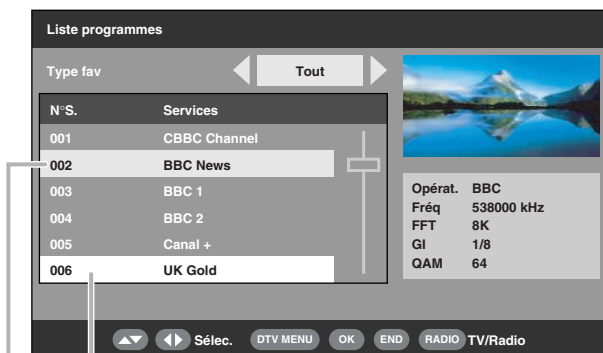 Liste programmes
Type fav Tout
N°S. Services
001 CBBC Channel
002 BBC News
003 BBC 1
004 BBC 2
005 Canal +
006 UK Gold
Opérat. BBC
Fréq 538000 kHz
FFT 8K
GI 1/8
QAM 64
Sélec. DTV MENU OK END RADIO TV/Radio